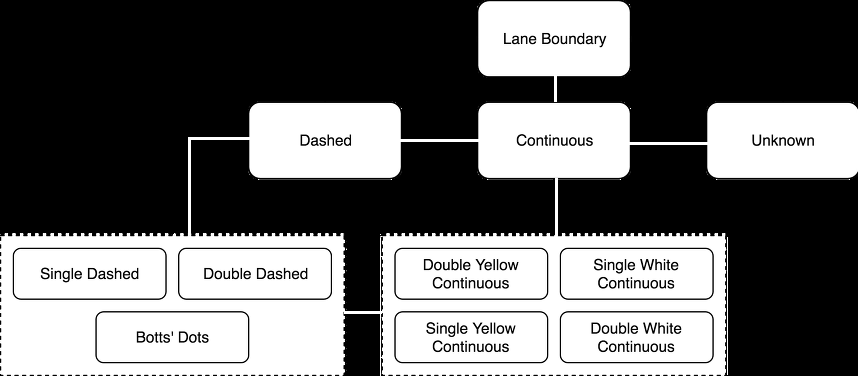 Lane Boundary
Dashed
Continuous
Unknown
Single Dashed
Double Dashed
Botts' Dots
Double Yellow
Continuous
Single White
Continuous
Single Yellow
Continuous
Double White
Continuous